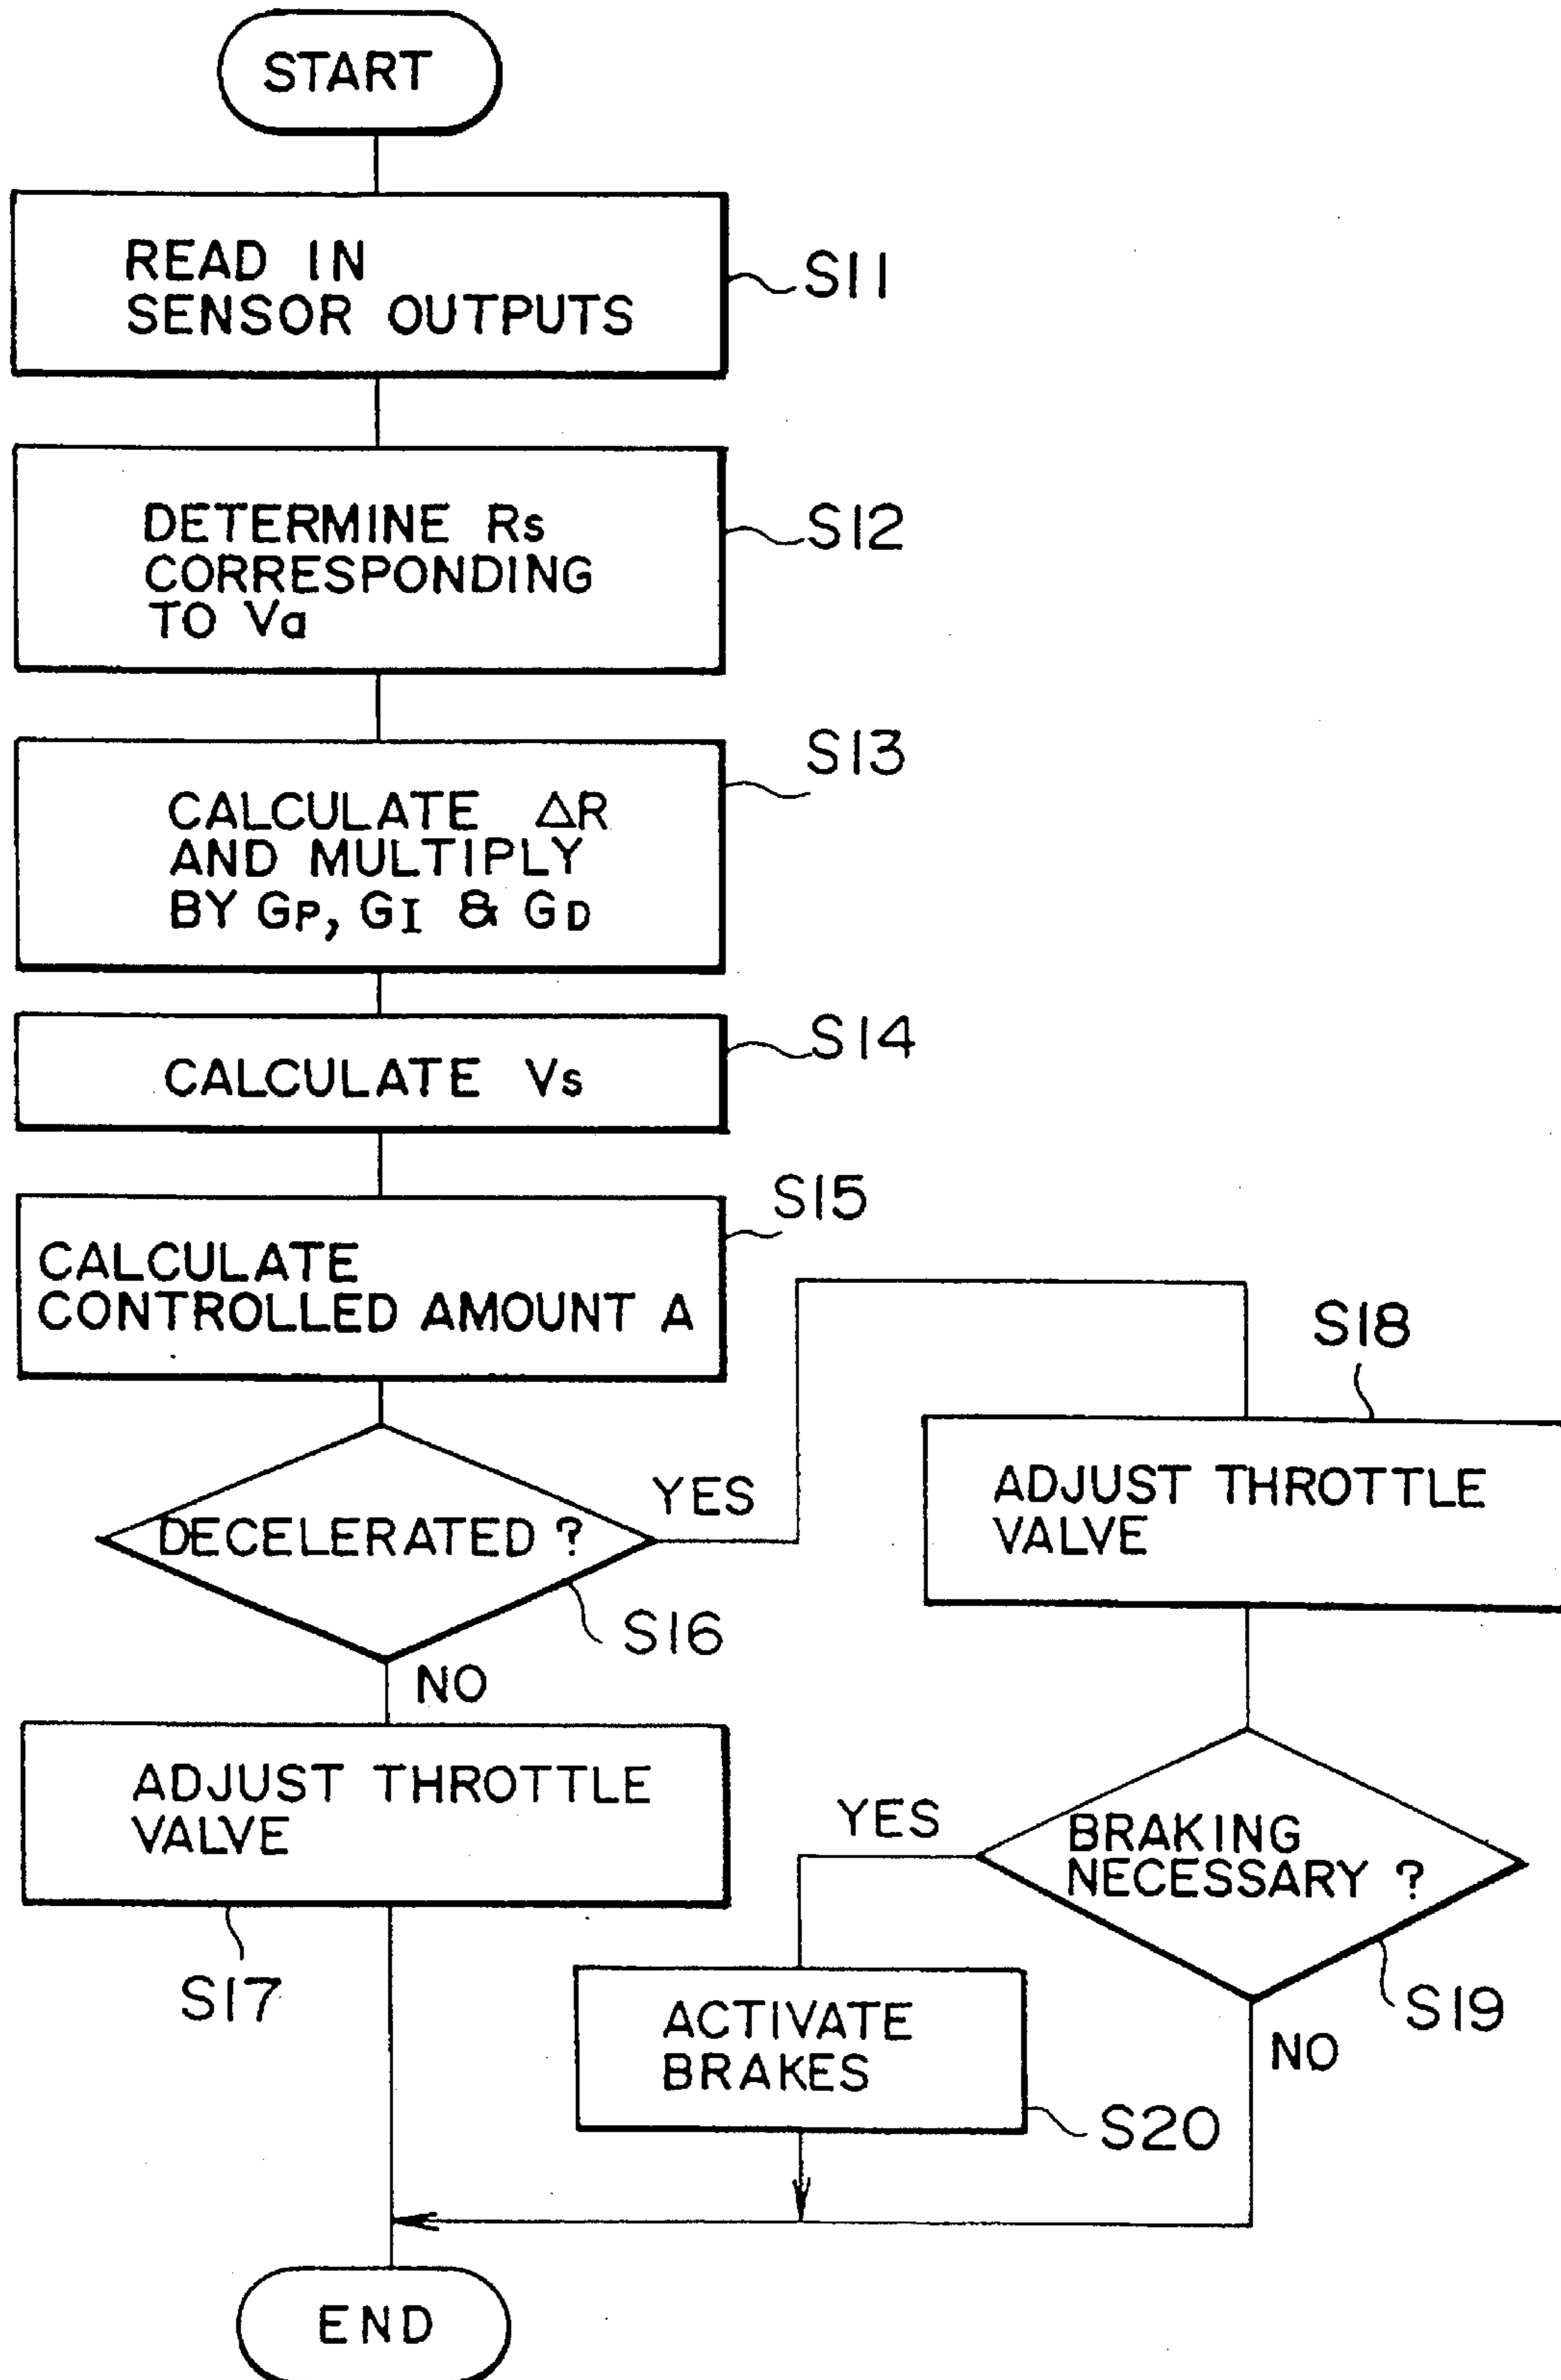 START
READ IN
SENSOR OUTPUTS
S11
DETERMINE Rs
CORRESPONDING
TO Va
S12
CALCULATE ΔR
AND MULTIPLY
BY GP, GI & GD
S13
CALCULATE Vs
S14
CALCULATE
CONTROLLED AMOUNT A
S15
DECELERATED ?
YES
S16
NO
ADJUST THROTTLE
VALVE
S17
ADJUST THROTTLE
VALVE
S18
BRAKING
NECESSARY ?
YES
S19
NO
ACTIVATE
BRAKES
S20
END